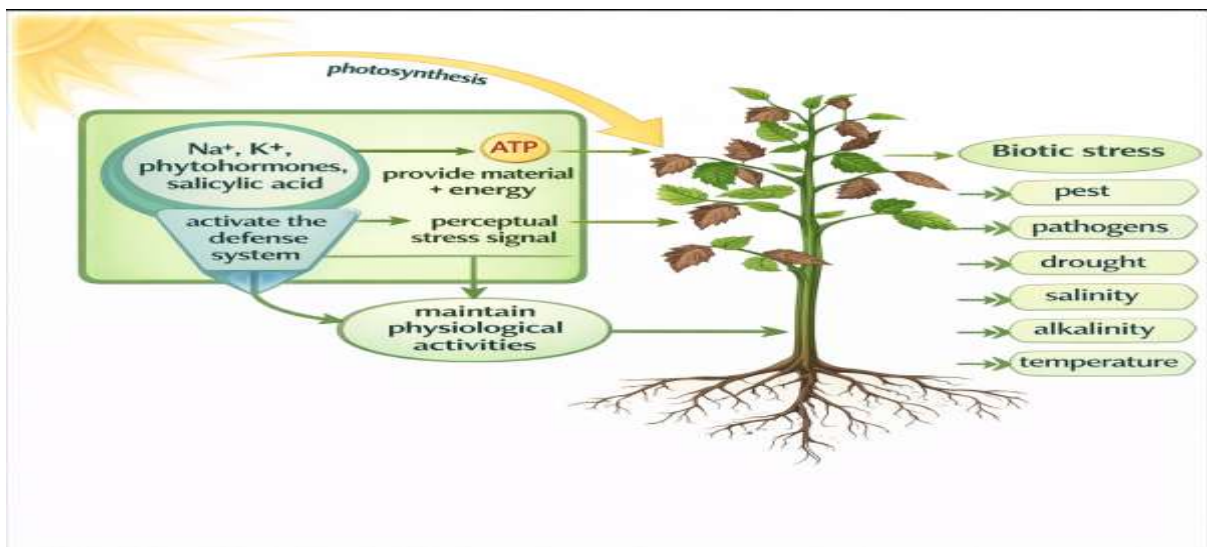 photosynthesis
Na⁺, K⁺,
phytohormones,
salicylic acid
ATP
provide material
+ energy
activate the
defense
system
perceptual
stress signal
maintain
physiological
activities
Biotic stress
pest
pathogens
drought
salinity
alkalinity
temperature